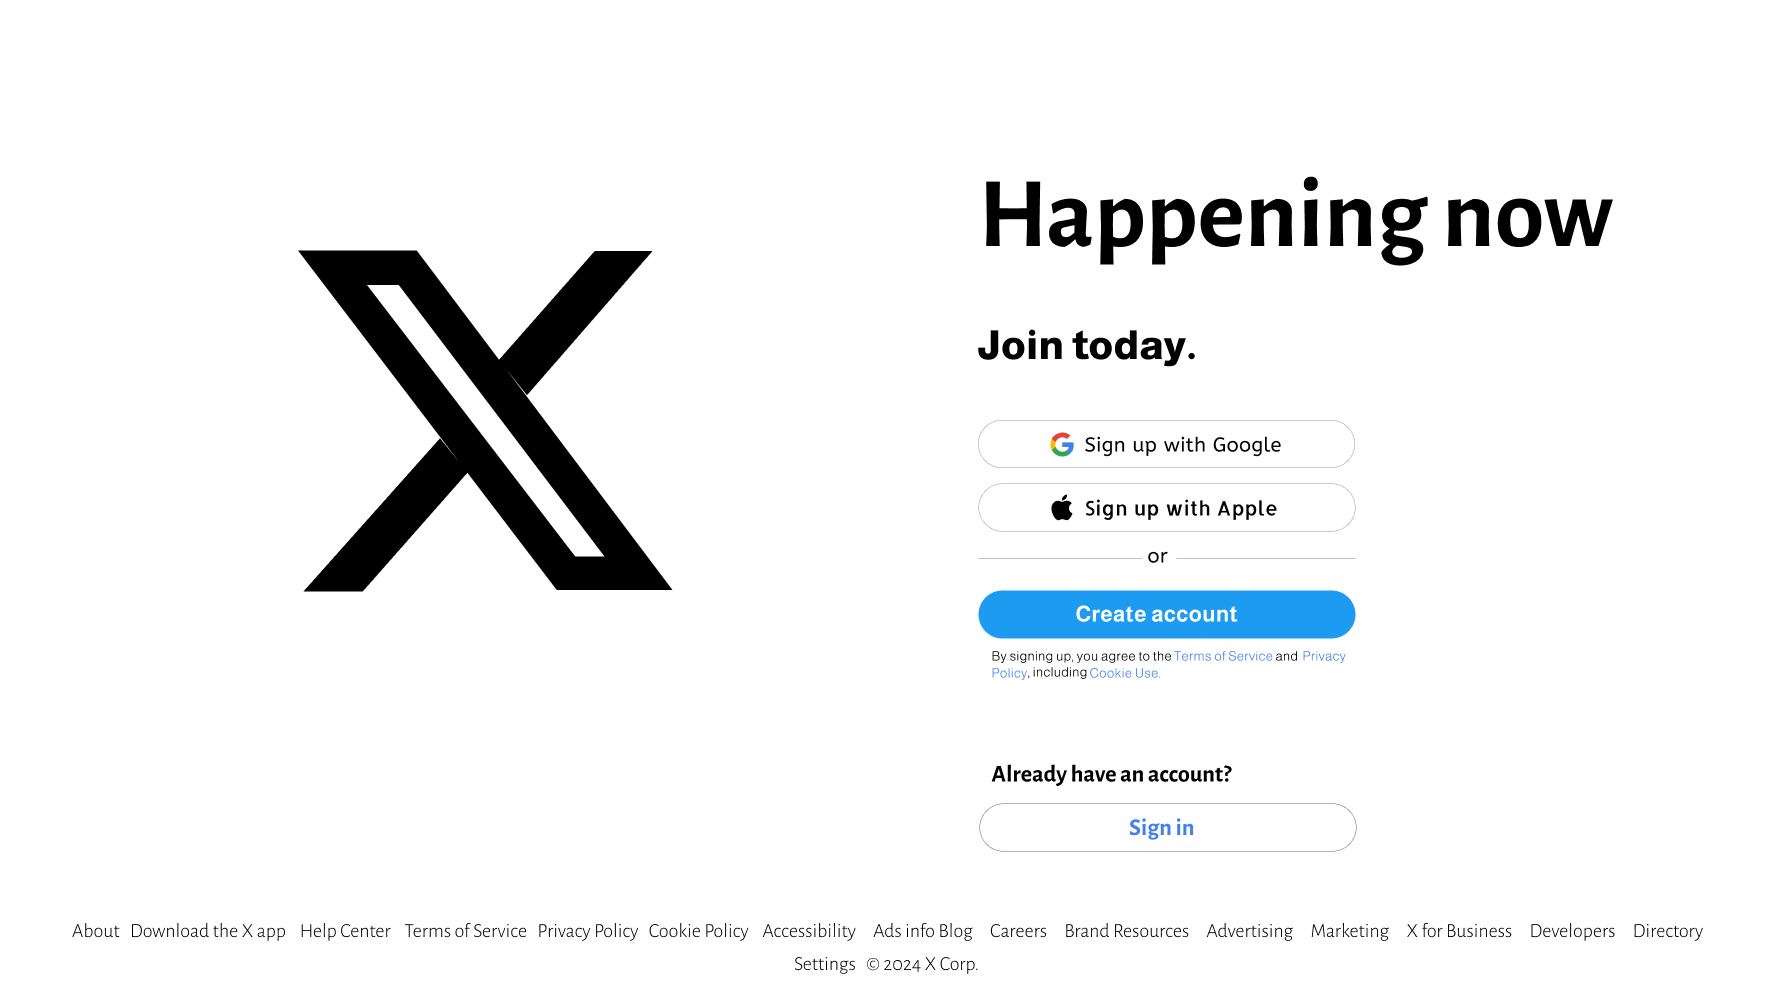 Happening now
Join today.
Sign up with Google
Sign up with Apple
or
Create account
By signing up, you agree to the Terms of Service and Privacy
Policy, including Cookie Use.
Already have an account?
Sign in
About Download the X app Help Center Terms of Service Privacy Policy Cookie Policy Accessibility Ads info Blog Careers Brand Resources Advertising Marketing X for Business Developers Directory
Settings © 2024 X Corp.